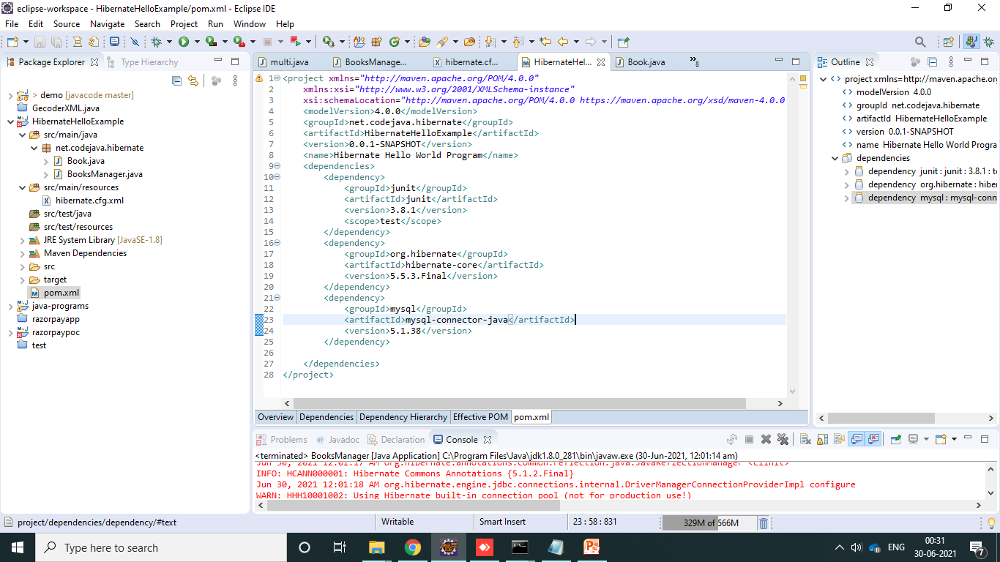 eclipse-workspace - HibernateHelloExample/pom.xml - Eclipse IDE
File Edit Source Navigate Search Project Run Window Help
Package Explorer Type Hierarchy
> demo [javacode master]
GecoderXML.java
HibernateHelloExample
src/main/java
net.codejava.hibernate
Book.java
BooksManager.java
src/main/resources
hibernate.cfg.xml
src/test/java
src/test/resources
JRE System Library [JavaSE-1.8]
Maven Dependencies
src
target
pom.xml
java-programs
razorpayapp
razorpaypoc
test
multi.java BooksManage... hibernate.cf... HibernateHel... Book.java »8
1 <project xmlns="http://maven.apache.org/POM/4.0.0"
2 xmlns:xsi="http://www.w3.org/2001/XMLSchema-instance"
3 xsi:schemaLocation="http://maven.apache.org/POM/4.0.0 https://maven.apache.org/xsd/maven-4.0.0
4 <modelVersion>4.0.0</modelVersion>
5 <groupId>net.codejava.hibernate</groupId>
6 <artifactId>HibernateHelloExample</artifactId>
7 <version>0.0.1-SNAPSHOT</version>
8 <name>Hibernate Hello World Program</name>
9 <dependencies>
10 <dependency>
11 <groupId>junit</groupId>
12 <artifactId>junit</artifactId>
13 <version>3.8.1</version>
14 <scope>test</scope>
15 </dependency>
16 <dependency>
17 <groupId>org.hibernate</groupId>
18 <artifactId>hibernate-core</artifactId>
19 <version>5.5.3.Final</version>
20 </dependency>
21 <dependency>
22 <groupId>mysql</groupId>
23 <artifactId>mysql-connector-java</artifactId>
24 <version>5.1.38</version>
25 </dependency>
26
27 </dependencies>
28 </project>
Overview Dependencies Dependency Hierarchy Effective POM pom.xml
Outline
project xmlns=http://maven.apache.org
modelVersion 4.0.0
groupId net.codejava.hibernate
artifactId HibernateHelloExample
version 0.0.1-SNAPSHOT
name Hibernate Hello World Progra
dependencies
dependency junit : junit : 3.8.1 : te
dependency org.hibernate : hiber
dependency mysql : mysql-conn
Problems Javadoc Declaration Console
<terminated> BooksManager [Java Application] C:\Program Files\Java\jdk1.8.0_281\bin\javaw.exe (30-Jun-2021, 12:01:14 am)
Jun 30, 2021 12:01:17 AM org.hibernate.annotations.common.reflection.java.JavaReflectionManager <clinit>
INFO: HCANN000001: Hibernate Commons Annotations {5.1.2.Final}
Jun 30, 2021 12:01:18 AM org.hibernate.engine.jdbc.connections.internal.DriverManagerConnectionProviderImpl configure
WARN: HHH10001002: Using Hibernate built-in connection pool (not for production use!)
project/dependencies/dependency/#text Writable Smart Insert 23 : 58 : 831 329M of 566M
Type here to search
ENG
00:31
30-06-2021
7